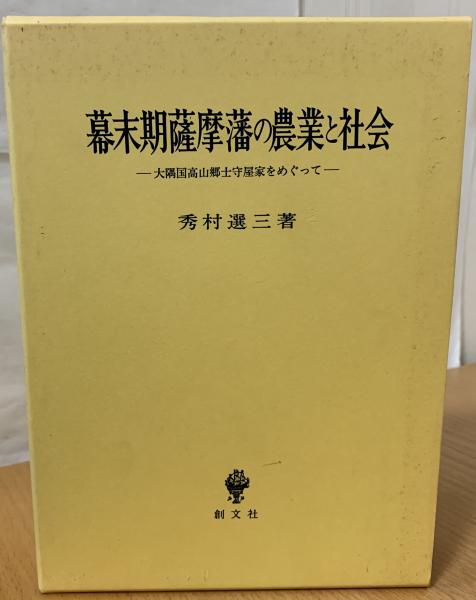 幕末期薩摩藩の農業と社会
―大隅国高山郷士守屋家をめぐって―
秀村選三著
創文社